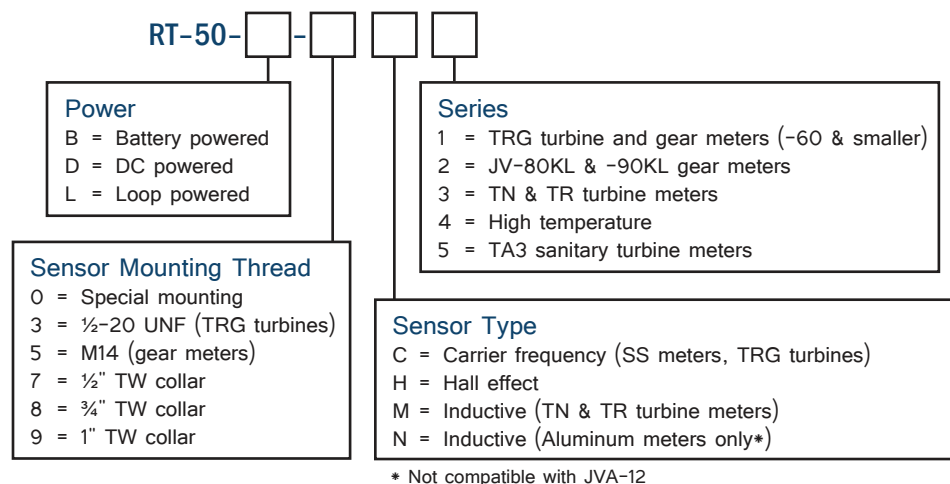 RT-50- -
Power
B = Battery powered
D = DC powered
L = Loop powered
Series
1 = TRG turbine and gear meters (-60 & smaller)
2 = JV-80KL & -90KL gear meters
3 = TN & TR turbine meters
4 = High temperature
5 = TA3 sanitary turbine meters
Sensor Mounting Thread
0 = Special mounting
3 = ½-20 UNF (TRG turbines)
5 = M14 (gear meters)
7 = ½" TW collar
8 = ¾" TW collar
9 = 1" TW collar
Sensor Type
C = Carrier frequency (SS meters, TRG turbines)
H = Hall effect
M = Inductive (TN & TR turbine meters)
N = Inductive (Aluminum meters only*)
* Not compatible with JVA-12